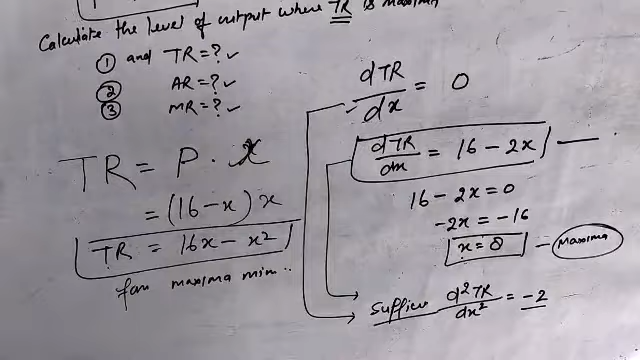 Calculate the level of output where TR is maxima
① and TR = ? ✓
② AR = ? ✓
③ MR = ? ✓
TR = P · x
= (16-x) x
TR = 16x - x²
for maxima min..
dTR/dx = 0
dTR/dx = 16 - 2x
16 - 2x = 0
-2x = -16
x = 8 - maxima
d²TR/dx² = -2